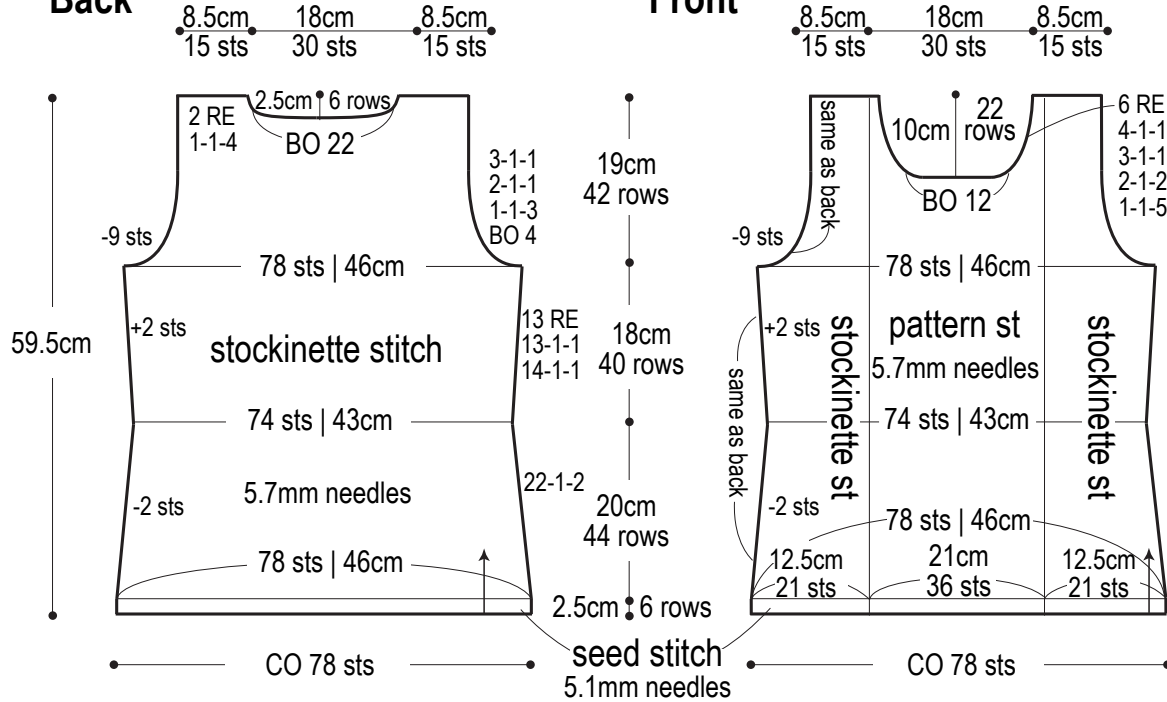 Back
8.5cm 18cm 8.5cm
15 sts 30 sts 15 sts
2.5cm 6 rows
2 RE
1-1-4
BO 22
3-1-1
2-1-1
1-1-3
BO 4
-9 sts
78 sts | 46cm
+2 sts
stockinette stitch
13 RE
13-1-1
14-1-1
74 sts | 43cm
-2 sts
5.7mm needles
22-1-2
78 sts | 46cm
CO 78 sts
59.5cm
19cm
42 rows
18cm
40 rows
20cm
44 rows
2.5cm 6 rows
seed stitch
5.1mm needles
Front
8.5cm 18cm 8.5cm
15 sts 30 sts 15 sts
same as back
10cm 22
rows
BO 12
6 RE
4-1-1
3-1-1
2-1-2
1-1-5
-9 sts
78 sts | 46cm
+2 sts
same as back
stockinette st
pattern st
5.7mm needles
stockinette st
74 sts | 43cm
-2 sts
78 sts | 46cm
12.5cm 21cm 12.5cm
21 sts 36 sts 21 sts
CO 78 sts